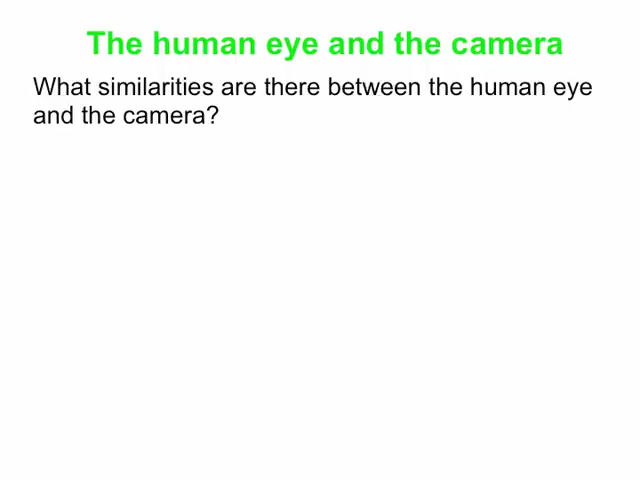 The human eye and the camera
What similarities are there between the human eye
and the camera?